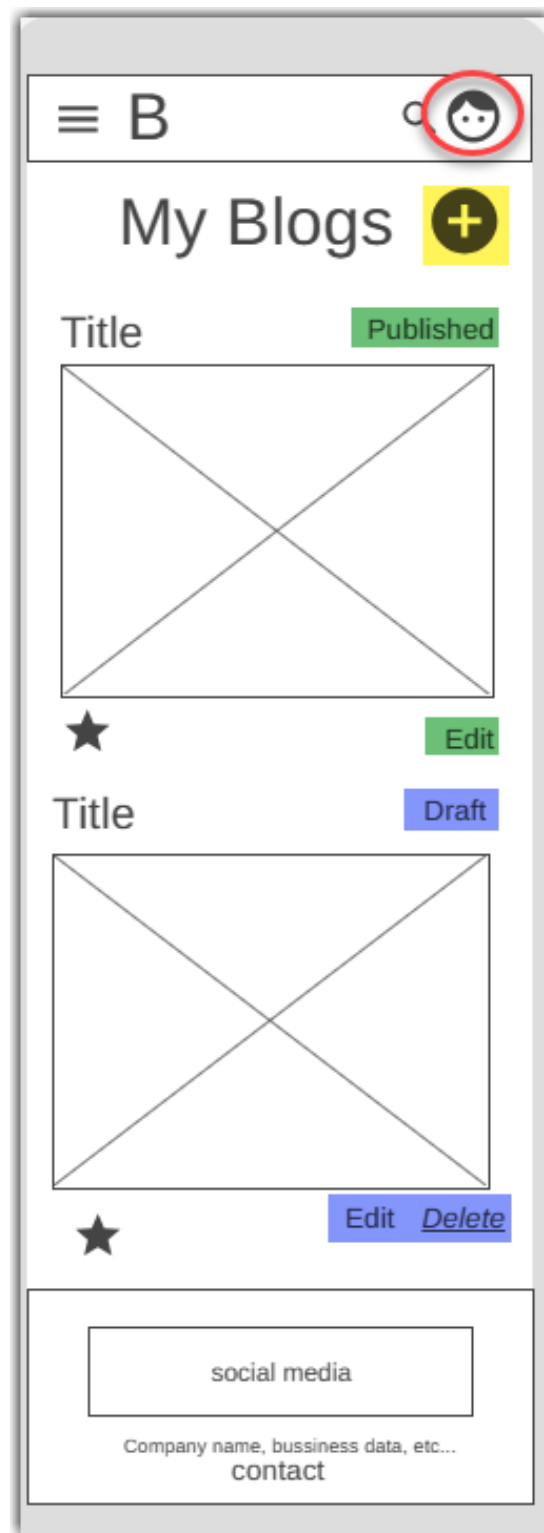 B
My Blogs
Title Published
Edit
Title Draft
Edit Delete
social media
Company name, bussiness data, etc...
contact